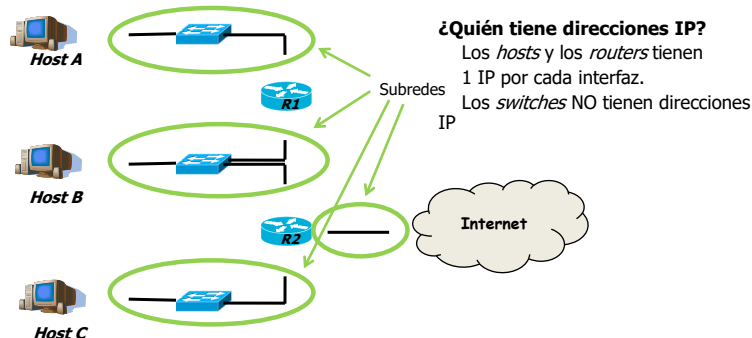 ¿Quién tiene direcciones IP?
Los hosts y los routers tienen
1 IP por cada interfaz.
Los switches NO tienen direcciones
IP
Host A
R1
Subredes
Host B
R2
Internet
Host C